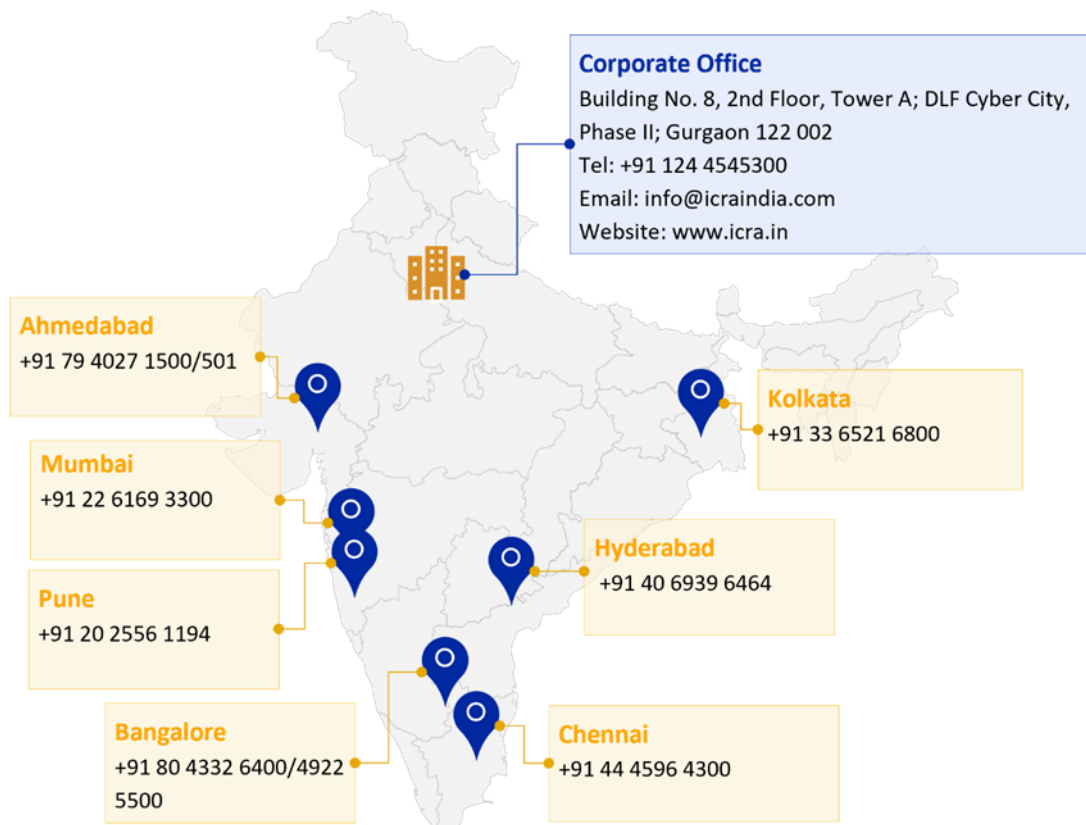 Corporate Office
Building No. 8, 2nd Floor, Tower A; DLF Cyber City,
Phase II; Gurgaon 122 002
Tel: +91 124 4545300
Email: info@icraindia.com
Website: www.icra.in
Ahmedabad
+91 79 4027 1500/501
Kolkata
+91 33 6521 6800
Mumbai
+91 22 6169 3300
Hyderabad
+91 40 6939 6464
Pune
+91 20 2556 1194
Bangalore
+91 80 4332 6400/4922
5500
Chennai
+91 44 4596 4300